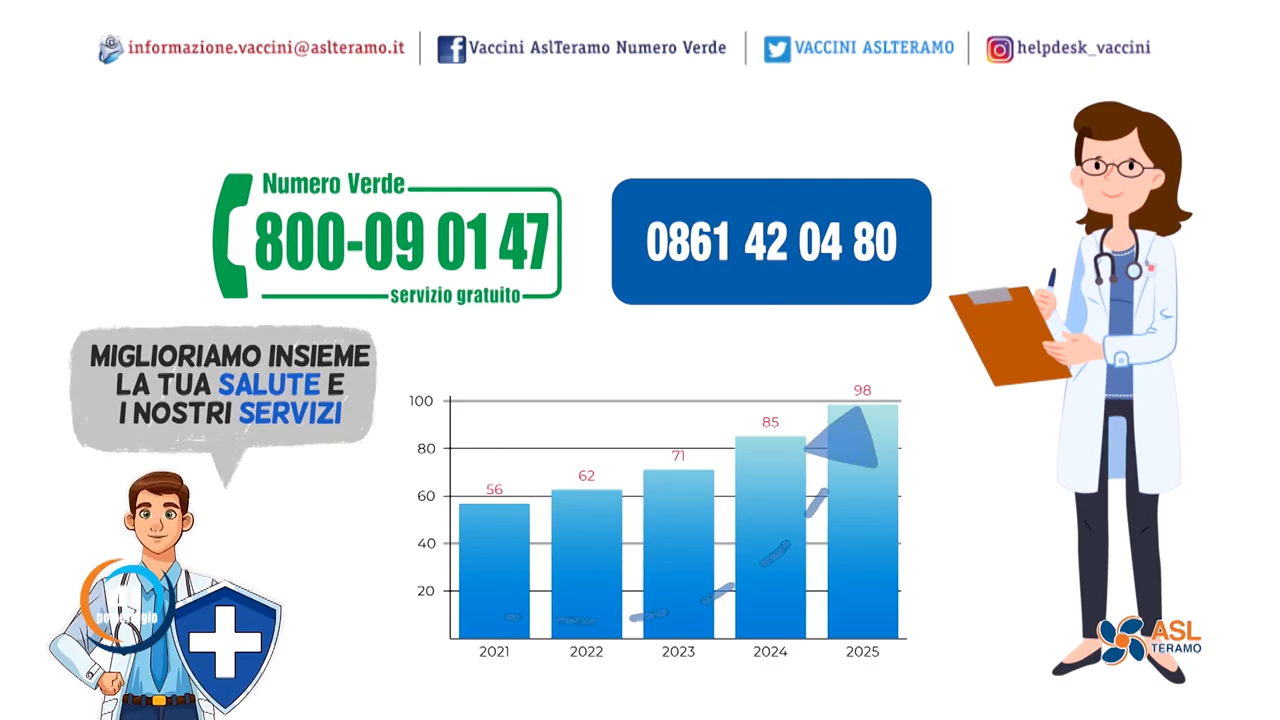 informazione.vaccini@aslteramo.it
Vaccini AslTeramo Numero Verde
VACCINI ASLTERAMO
helpdesk_vaccini
Numero Verde
800-09 01 47
servizio gratuito
0861 42 04 80
MIGLIORIAMO INSIEME
LA TUA SALUTE E
I NOSTRI SERVIZI
100
80
60
40
20
56
62
71
85
98
2021
2022
2023
2024
2025
ASL
TERAMO